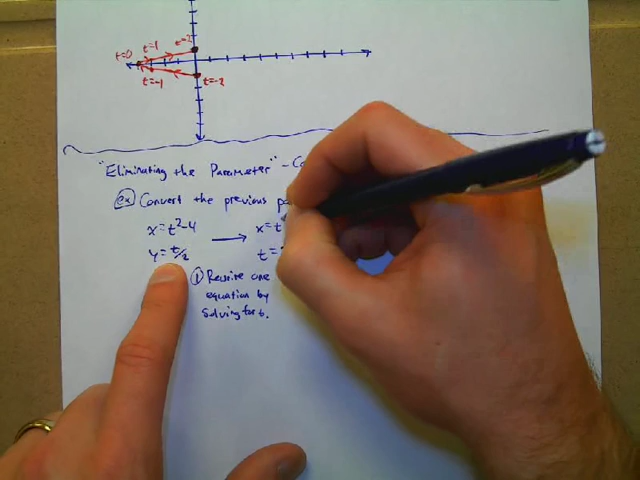 t=0 t=1 t=2
t=-1 t=-2
"Eliminating the Parameter" -
ex Convert the previous
x=t²-4 → x=t
y=t/2 t=
① Rewrite one
equation by
solving for t.